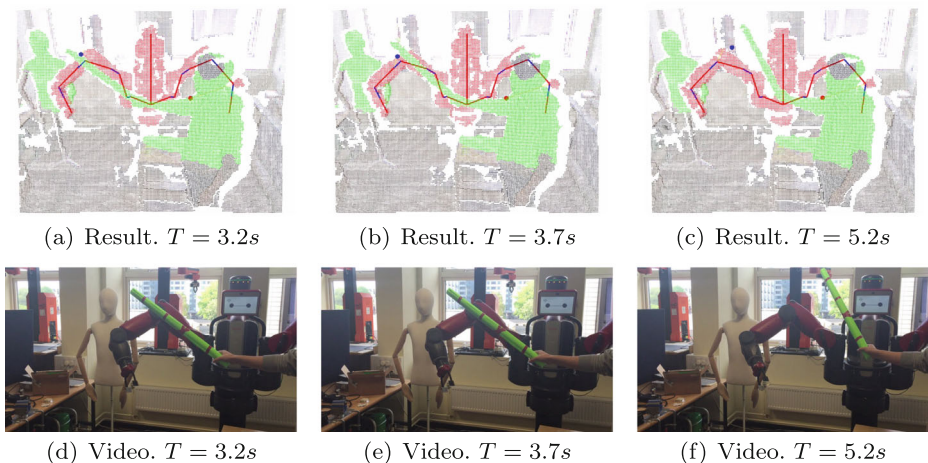 (a) Result. T = 3.2s
(b) Result. T = 3.7s
(c) Result. T = 5.2s
(d) Video. T = 3.2s
(e) Video. T = 3.7s
(f) Video. T = 5.2s